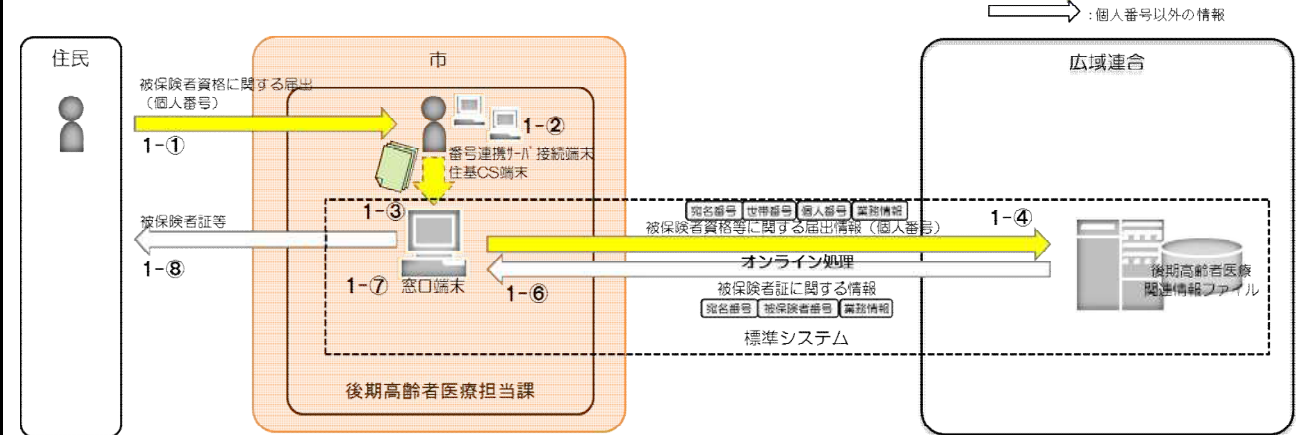 :個人番号以外の情報
住民
市
広域連合
被保険者資格に関する届出
(個人番号)
1-①
1-②
番号連携サーバ接続端末
住基CS端末
1-③
宛名番号 世帯番号 個人番号 業務情報
被保険者資格等に関する届出情報(個人番号)
1-④
被保険者証等
オンライン処理
後期高齢者医療
関連情報ファイル
1-⑧
1-⑦
窓口端末
1-⑥
被保険者証に関する情報
宛名番号 被保険者番号 業務情報
標準システム
後期高齢者医療担当課